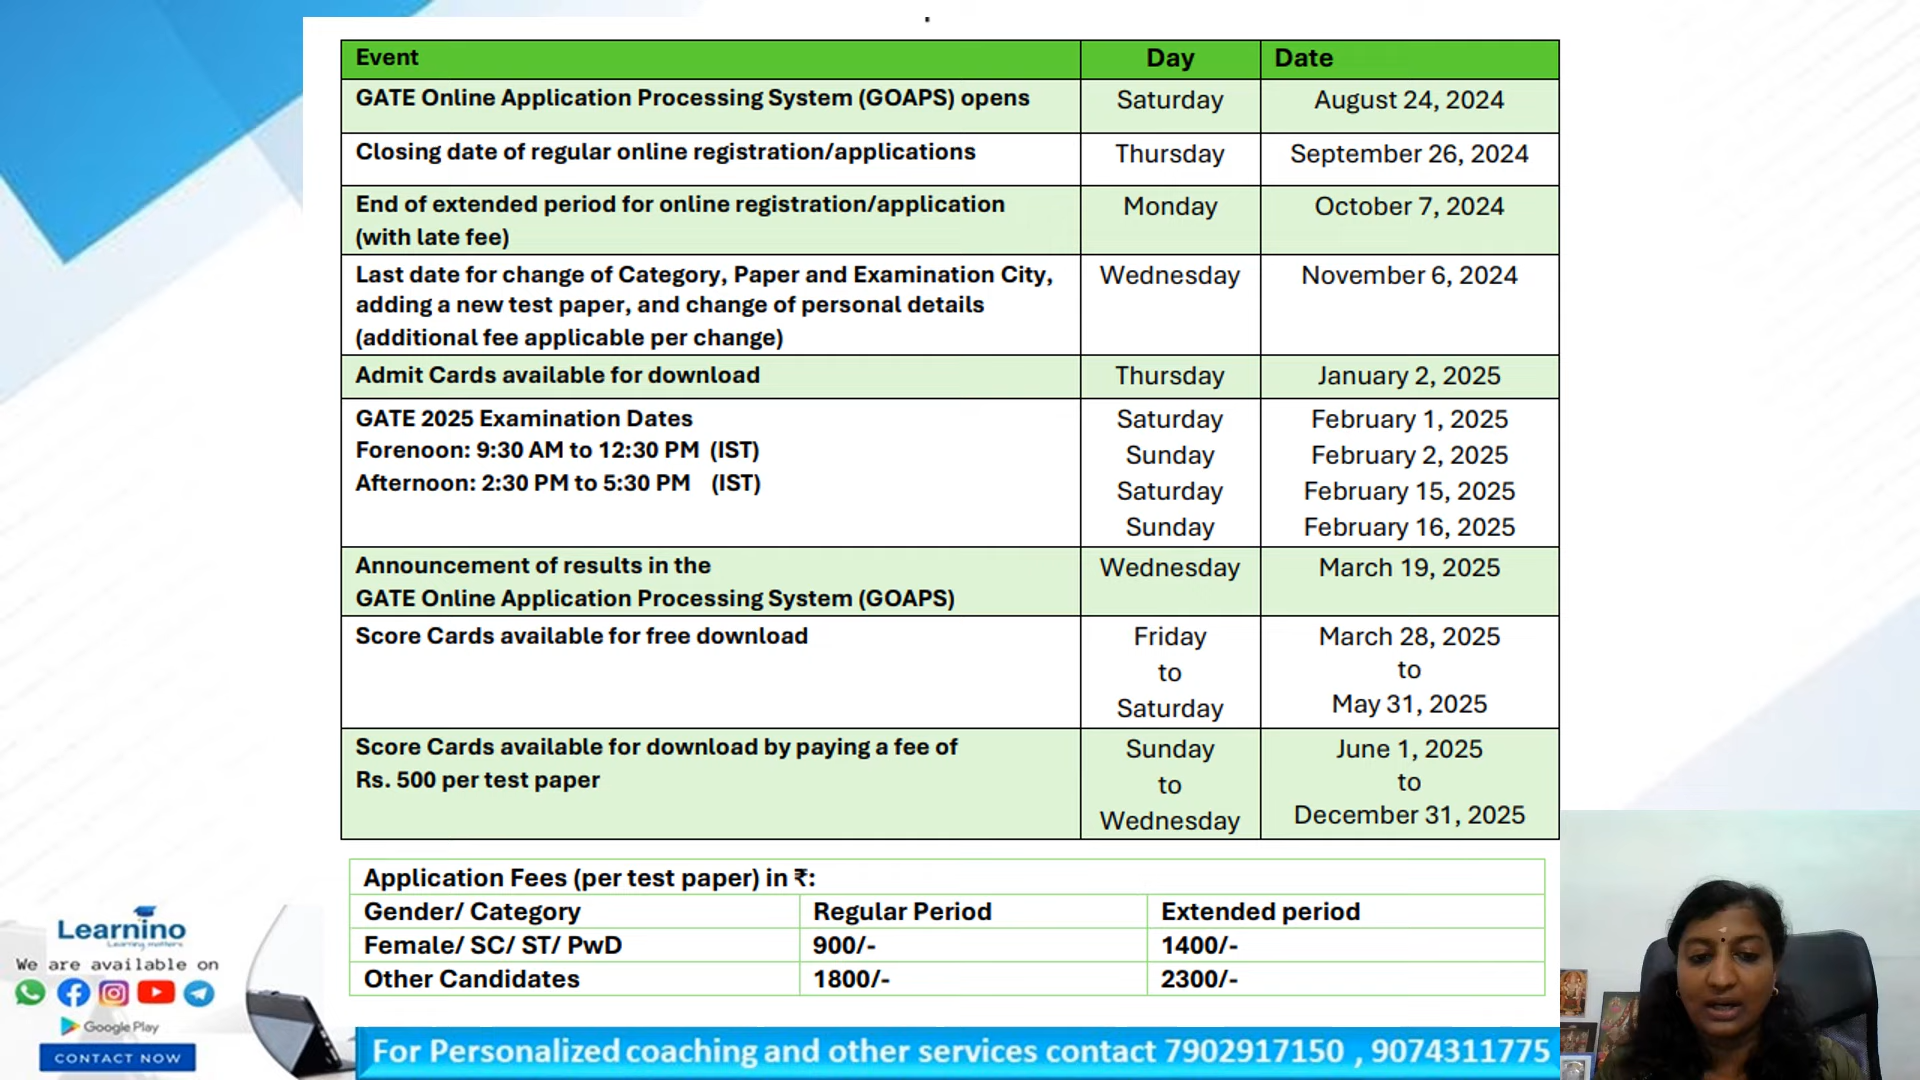 Event Day Date
GATE Online Application Processing System (GOAPS) opens Saturday August 24, 2024
Closing date of regular online registration/applications Thursday September 26, 2024
End of extended period for online registration/application Monday October 7, 2024
(with late fee)
Last date for change of Category, Paper and Examination City, Wednesday November 6, 2024
adding a new test paper, and change of personal details
(additional fee applicable per change)
Admit Cards available for download Thursday January 2, 2025
GATE 2025 Examination Dates Saturday February 1, 2025
Forenoon: 9:30 AM to 12:30 PM (IST) Sunday February 2, 2025
Afternoon: 2:30 PM to 5:30 PM (IST) Saturday February 15, 2025
Sunday February 16, 2025
Announcement of results in the Wednesday March 19, 2025
GATE Online Application Processing System (GOAPS)
Score Cards available for free download Friday March 28, 2025
to to
Saturday May 31, 2025
Score Cards available for download by paying a fee of Sunday June 1, 2025
Rs. 500 per test paper to to
Wednesday December 31, 2025
Application Fees (per test paper) in ₹:
Gender/ Category Regular Period Extended period
Female/ SC/ ST/ PwD 900/- 1400/-
Other Candidates 1800/- 2300/-
Learnino
Learning matters
We are available on
Google Play
CONTACT NOW
For Personalized coaching and other services contact 7902917150 , 9074311775